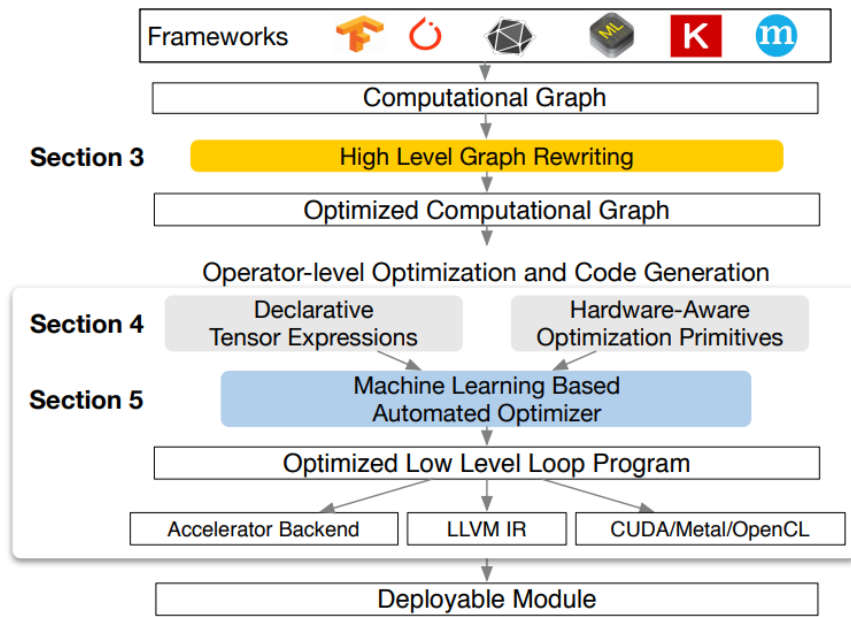 Frameworks
ML
K
m
Computational Graph
Section 3
High Level Graph Rewriting
Optimized Computational Graph
Operator-level Optimization and Code Generation
Section 4
Declarative
Tensor Expressions
Hardware-Aware
Optimization Primitives
Section 5
Machine Learning Based
Automated Optimizer
Optimized Low Level Loop Program
Accelerator Backend
LLVM IR
CUDA/Metal/OpenCL
Deployable Module